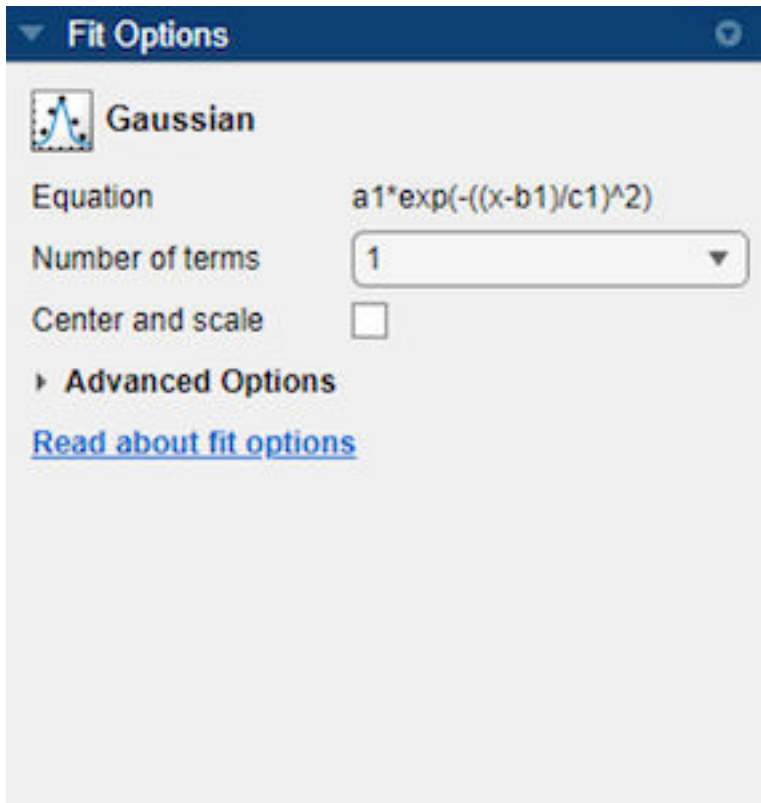 Fit Options
Gaussian
Equation a1*exp(-((x-b1)/c1)^2)
Number of terms 1
Center and scale
Advanced Options
Read about fit options